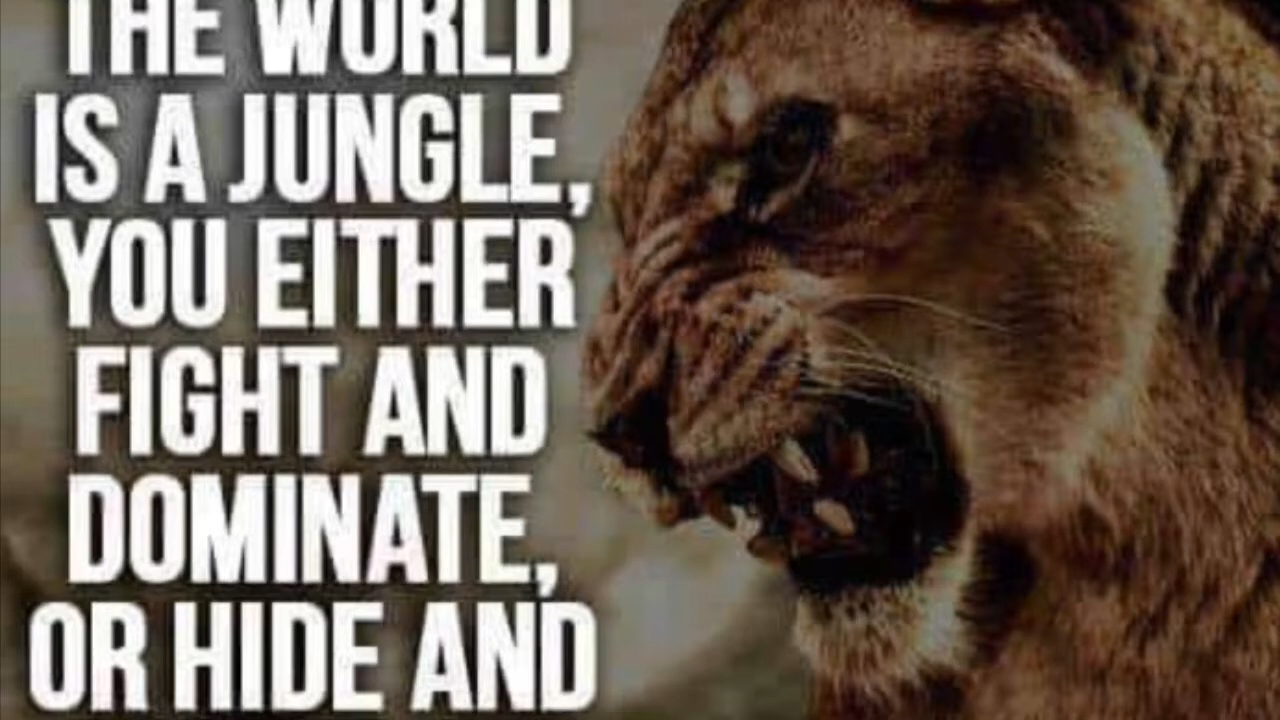 THE WORLD
IS A JUNGLE,
YOU EITHER
FIGHT AND
DOMINATE,
OR HIDE AND